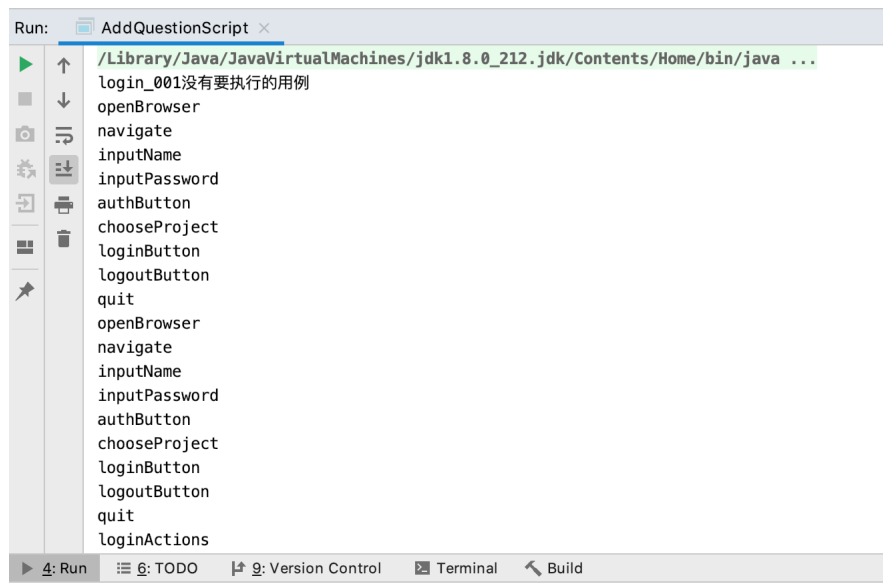 Run: AddQuestionScript ×
/Library/Java/JavaVirtualMachines/jdk1.8.0_212.jdk/Contents/Home/bin/java ...
login_001没有要执行的用例
openBrowser
navigate
inputName
inputPassword
authButton
chooseProject
loginButton
logoutButton
quit
openBrowser
navigate
inputName
inputPassword
authButton
chooseProject
loginButton
logoutButton
quit
loginActions
4: Run 6: TODO 9: Version Control Terminal Build